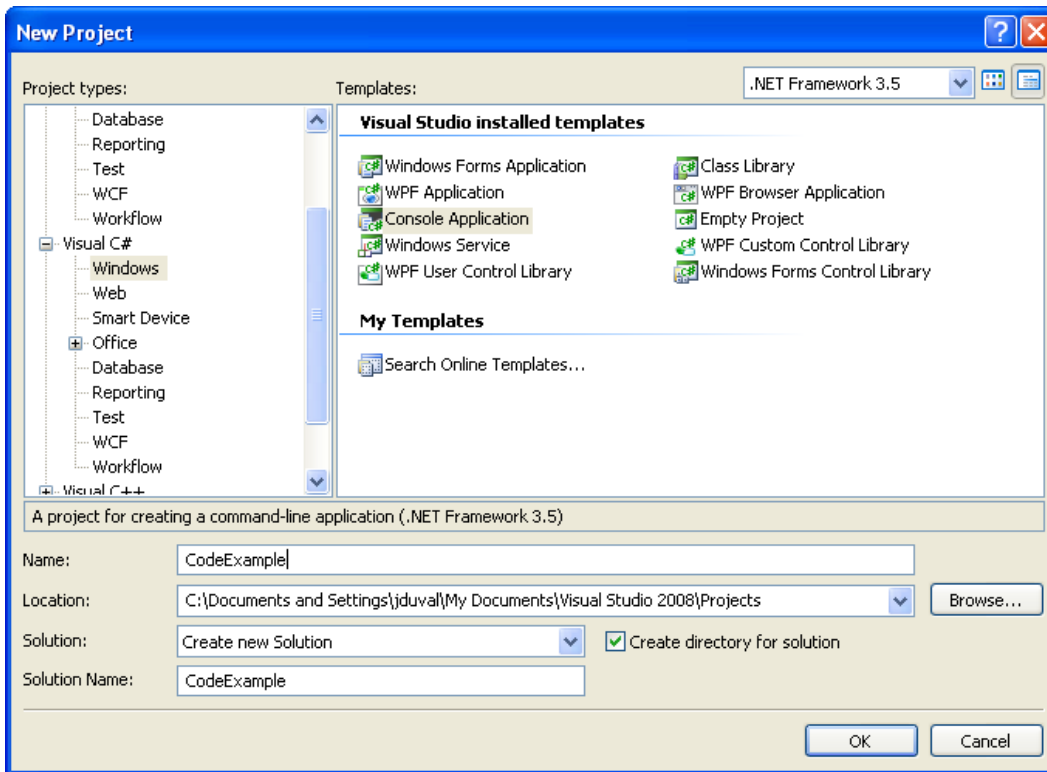 New Project
Project types:
Templates:
.NET Framework 3.5
Database
Reporting
Test
WCF
Workflow
Visual C#
Windows
Web
Smart Device
Office
Database
Reporting
Test
WCF
Workflow
Visual C++
Visual Studio installed templates
Windows Forms Application
Class Library
WPF Application
WPF Browser Application
Console Application
Empty Project
Windows Service
WPF Custom Control Library
WPF User Control Library
Windows Forms Control Library
My Templates
Search Online Templates...
A project for creating a command-line application (.NET Framework 3.5)
Name:
CodeExample
Location:
C:\Documents and Settings\jduval\My Documents\Visual Studio 2008\Projects
Browse...
Solution:
Create new Solution
Create directory for solution
Solution Name:
CodeExample
OK
Cancel